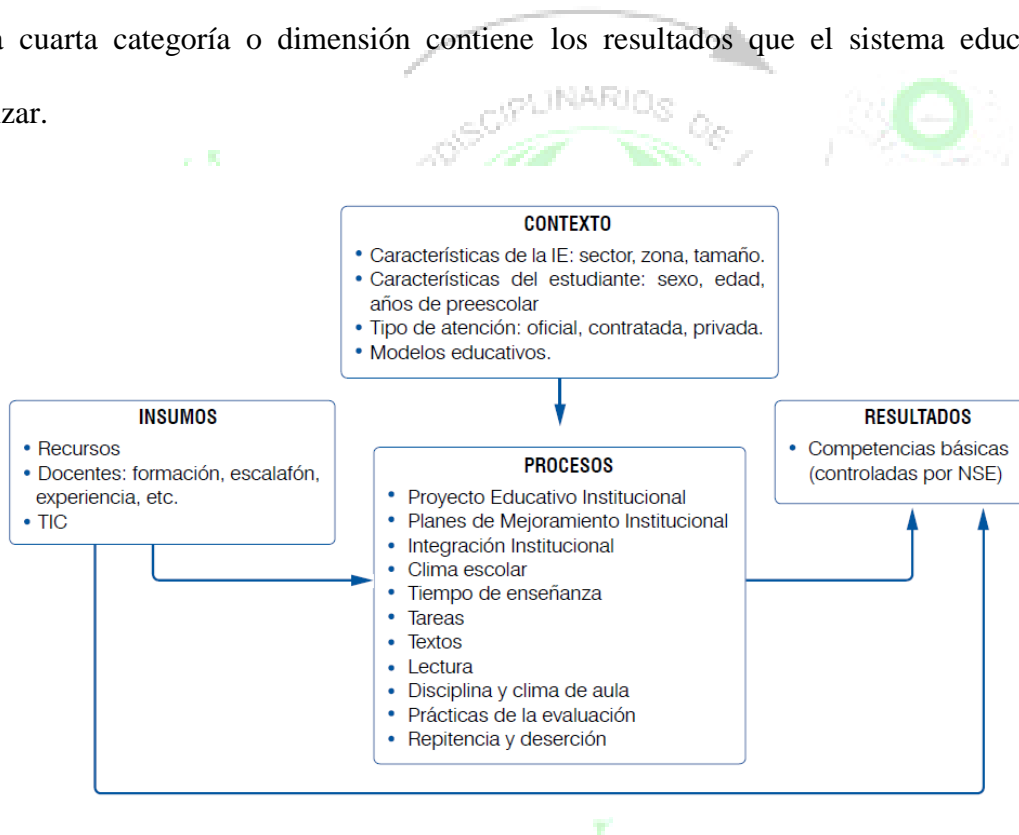 a cuarta categoría o dimensión contiene los resultados que el sistema educ
zar.
DISCIPLINARIOS DE
CONTEXTO
• Características de la IE: sector, zona, tamaño.
• Características del estudiante: sexo, edad,
años de preescolar
• Tipo de atención: oficial, contratada, privada.
• Modelos educativos.
INSUMOS
• Recursos
• Docentes: formación, escalafón,
experiencia, etc.
• TIC
PROCESOS
• Proyecto Educativo Institucional
• Planes de Mejoramiento Institucional
• Integración Institucional
• Clima escolar
• Tiempo de enseñanza
• Tareas
• Textos
• Lectura
• Disciplina y clima de aula
• Prácticas de la evaluación
• Repitencia y deserción
RESULTADOS
• Competencias básicas
(controladas por NSE)